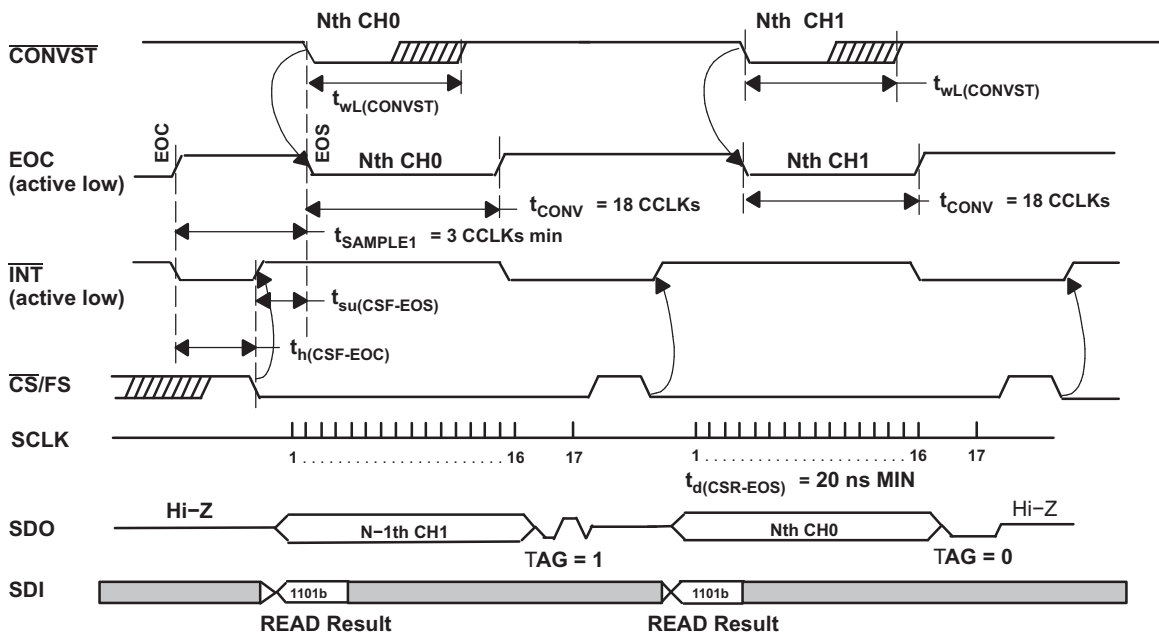 Nth CH0
Nth CH1
CONVST
twL(CONVST)
twL(CONVST)
EOC
EOS
EOC
(active low)
Nth CH0
Nth CH1
tCONV = 18 CCLKs
tCONV = 18 CCLKs
tSAMPLE1 = 3 CCLKs min
INT
(active low)
tsu(CSF-EOS)
th(CSF-EOC)
CS/FS
SCLK
1 . . . . . . . . . . . . . . . . . . . . . . 16 17
1 . . . . . . . . . . . . . . . . . . . . . . 16 17
td(CSR-EOS) = 20 ns MIN
Hi−Z
Hi−Z
SDO
N−1th CH1
Nth CH0
TAG = 1
TAG = 0
SDI
1101b
1101b
READ Result
READ Result